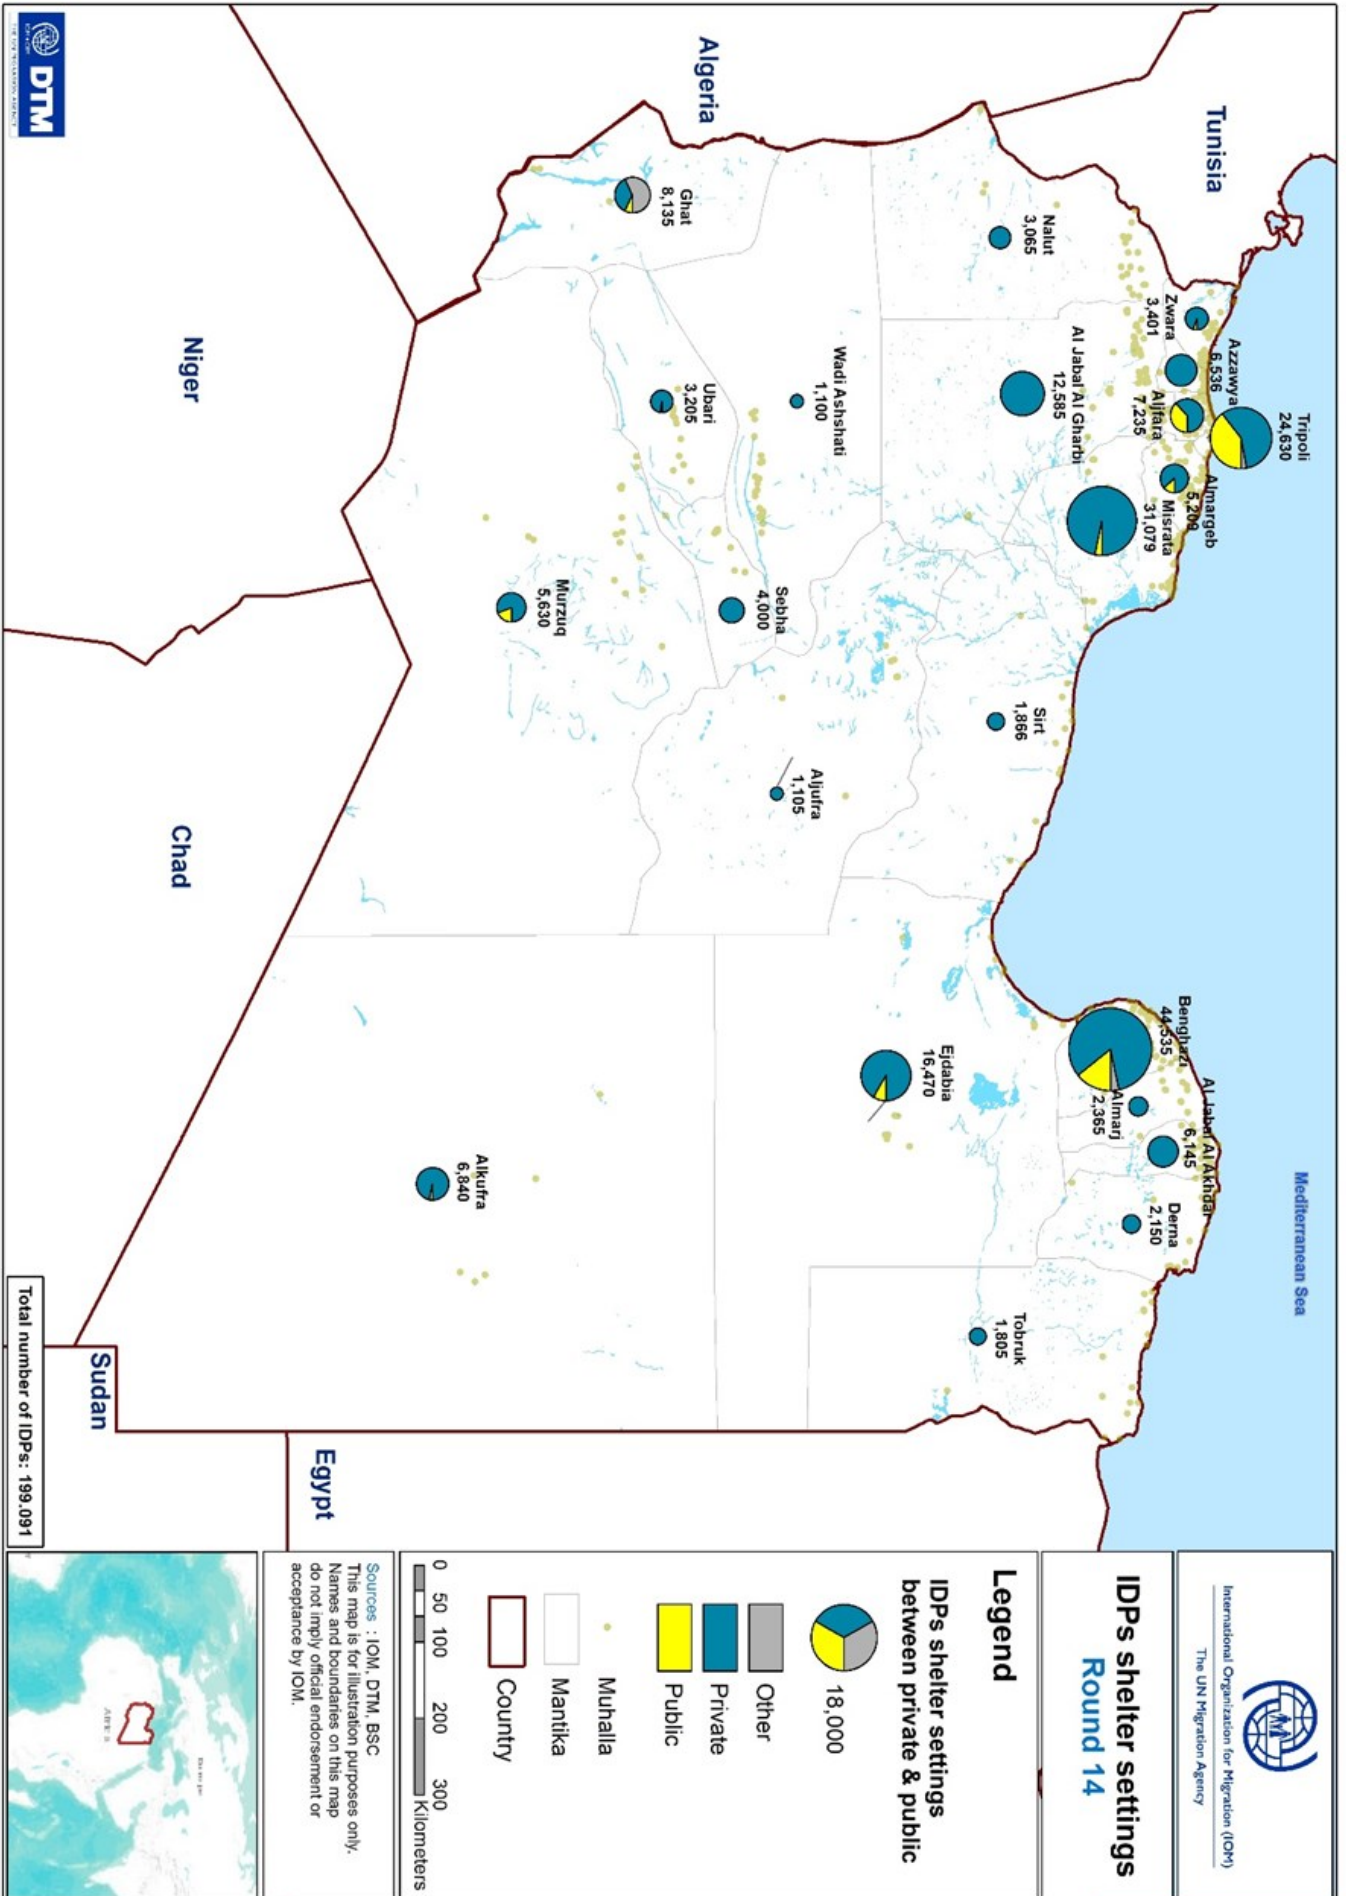 Tunisia
Algeria
Niger
Chad
Sudan
Egypt
Mediterranean Sea
Tripoli
24,630
Azzawya
6,536
Zwara
3,401
Aljfara
7,235
Almargeb
5,209
Misrata
31,079
Nalut
3,065
Al Jabal Al Gharbi
12,585
Sirt
1,866
Benghazi
44,535
Almarj
2,365
Al Jabal Al Akhdar
6,145
Derna
2,150
Tobruk
1,805
Ejdabia
16,470
Wadi Ashshati
1,100
Aljufra
1,105
Sebha
4,000
Ubari
3,205
Ghat
8,135
Murzuq
5,630
Alkufra
6,840
DTM
Total number of IDPs: 199.091
International Organization for Migration (IOM)
The UN Migration Agency
IDPs shelter settings
Round 14
Legend
IDPs shelter settings
between private & public
18,000
Other
Private
Public
Muhalla
Mantika
Country
0 50 100 200 300
Kilometers
Sources : IOM, DTM, BSC
This map is for illustration purposes only.
Names and boundaries on this map
do not imply official endorsement or
acceptance by IOM.
Africa